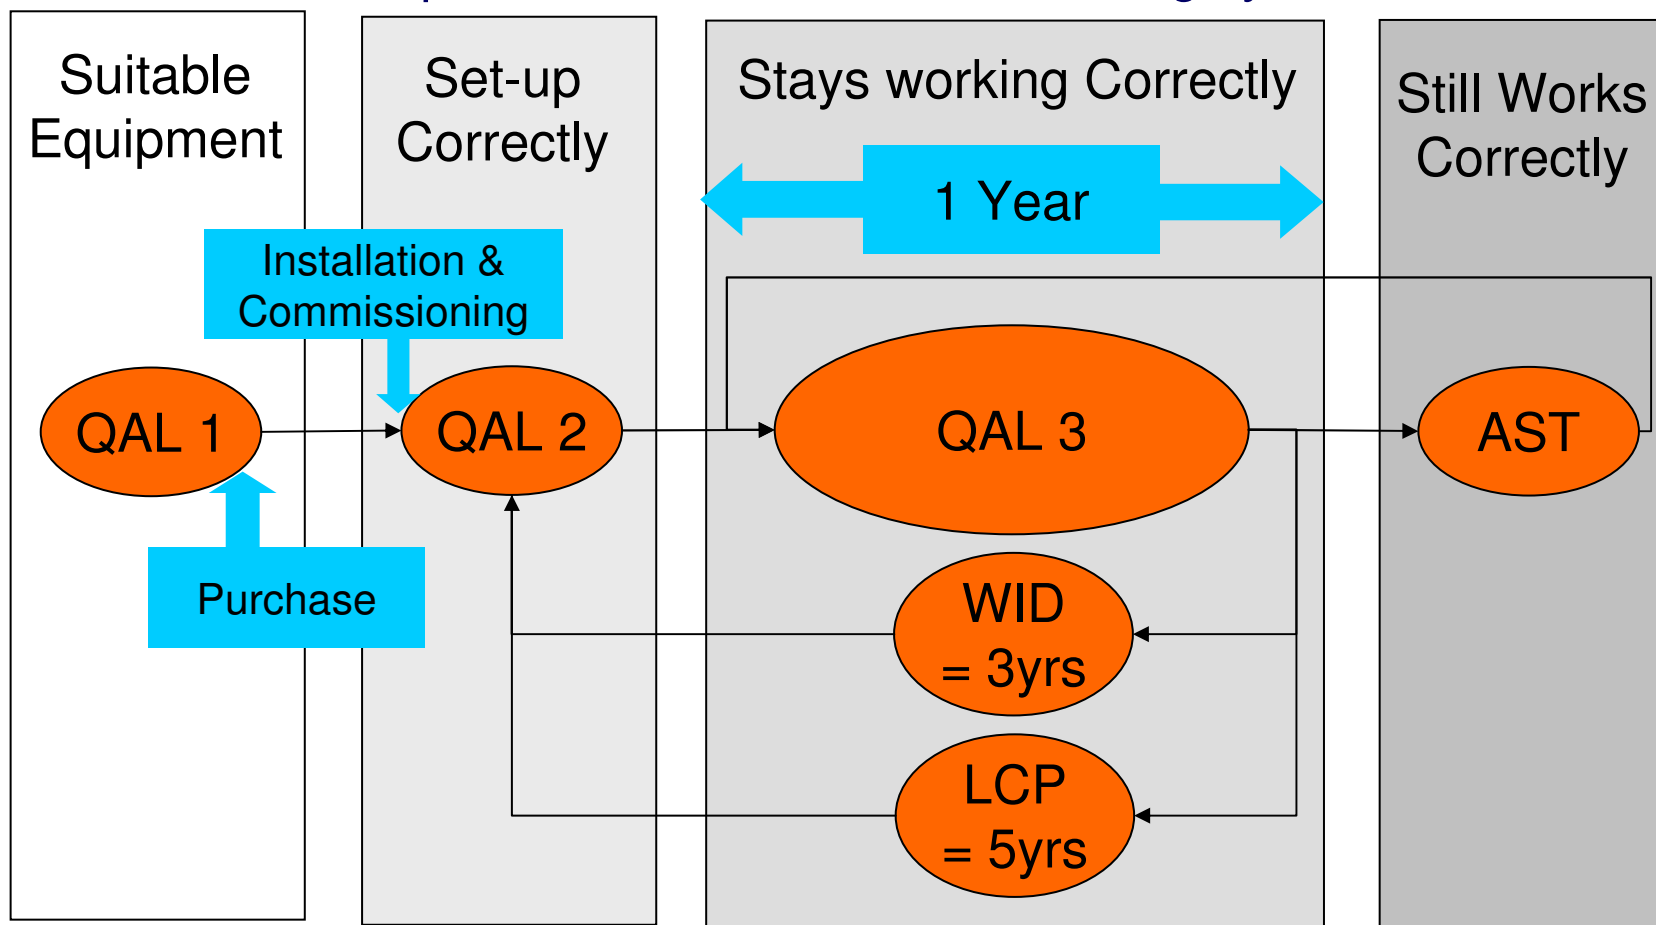 Suitable
Equipment
Set-up
Correctly
Stays working Correctly
Still Works
Correctly
1 Year
Installation &
Commissioning
QAL 1
QAL 2
QAL 3
AST
Purchase
WID
= 3yrs
LCP
= 5yrs